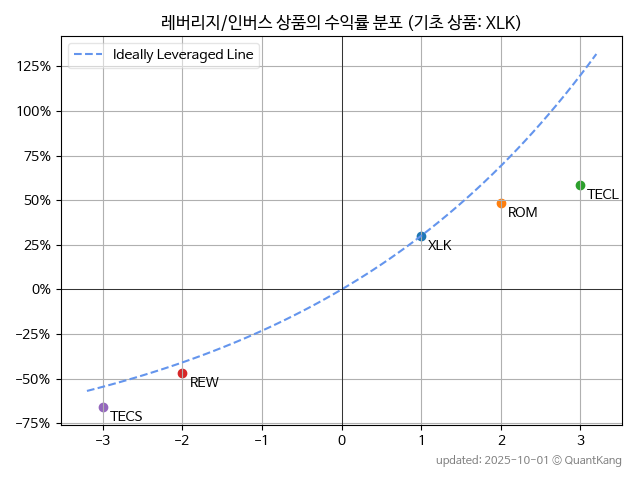 레버리지/인버스 상품의 수익률 분포 (기초 상품: XLK)
Ideally Leveraged Line
125%
100%
75%
50%
25%
0%
−25%
−50%
−75%
TECL
ROM
XLK
REW
TECS
−3 −2 −1 0 1 2 3
updated: 2025-10-01 © QuantKang